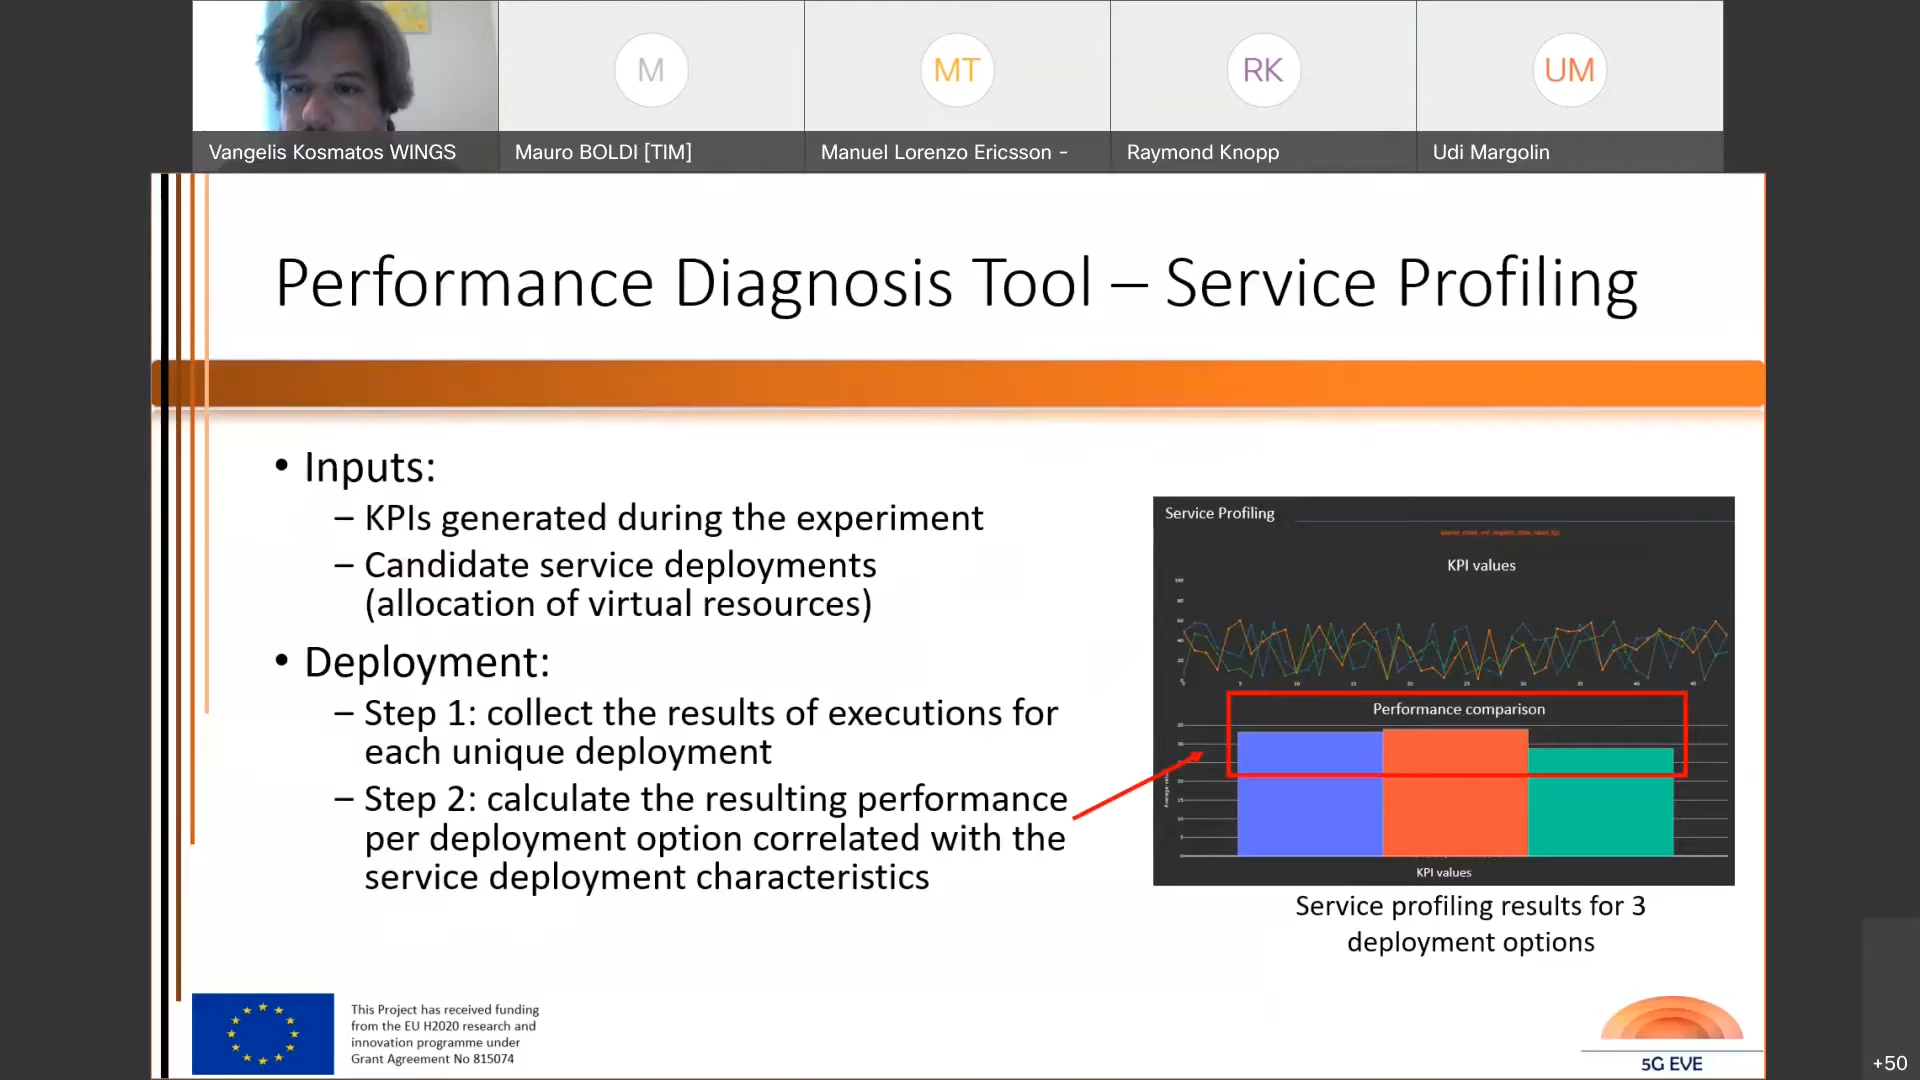 M
MT
RK
UM
Vangelis Kosmatos WINGS
Mauro BOLDI [TIM]
Manuel Lorenzo Ericsson -
Raymond Knopp
Udi Margolin
Performance Diagnosis Tool – Service Profiling
• Inputs:
– KPIs generated during the experiment
– Candidate service deployments
(allocation of virtual resources)
• Deployment:
– Step 1: collect the results of executions for
each unique deployment
– Step 2: calculate the resulting performance
per deployment option correlated with the
service deployment characteristics
Service Profiling
KPI values
Performance comparison
KPI values
Service profiling results for 3
deployment options
This Project has received funding
from the EU H2020 research and
innovation programme under
Grant Agreement No 815074
5G EVE
+50